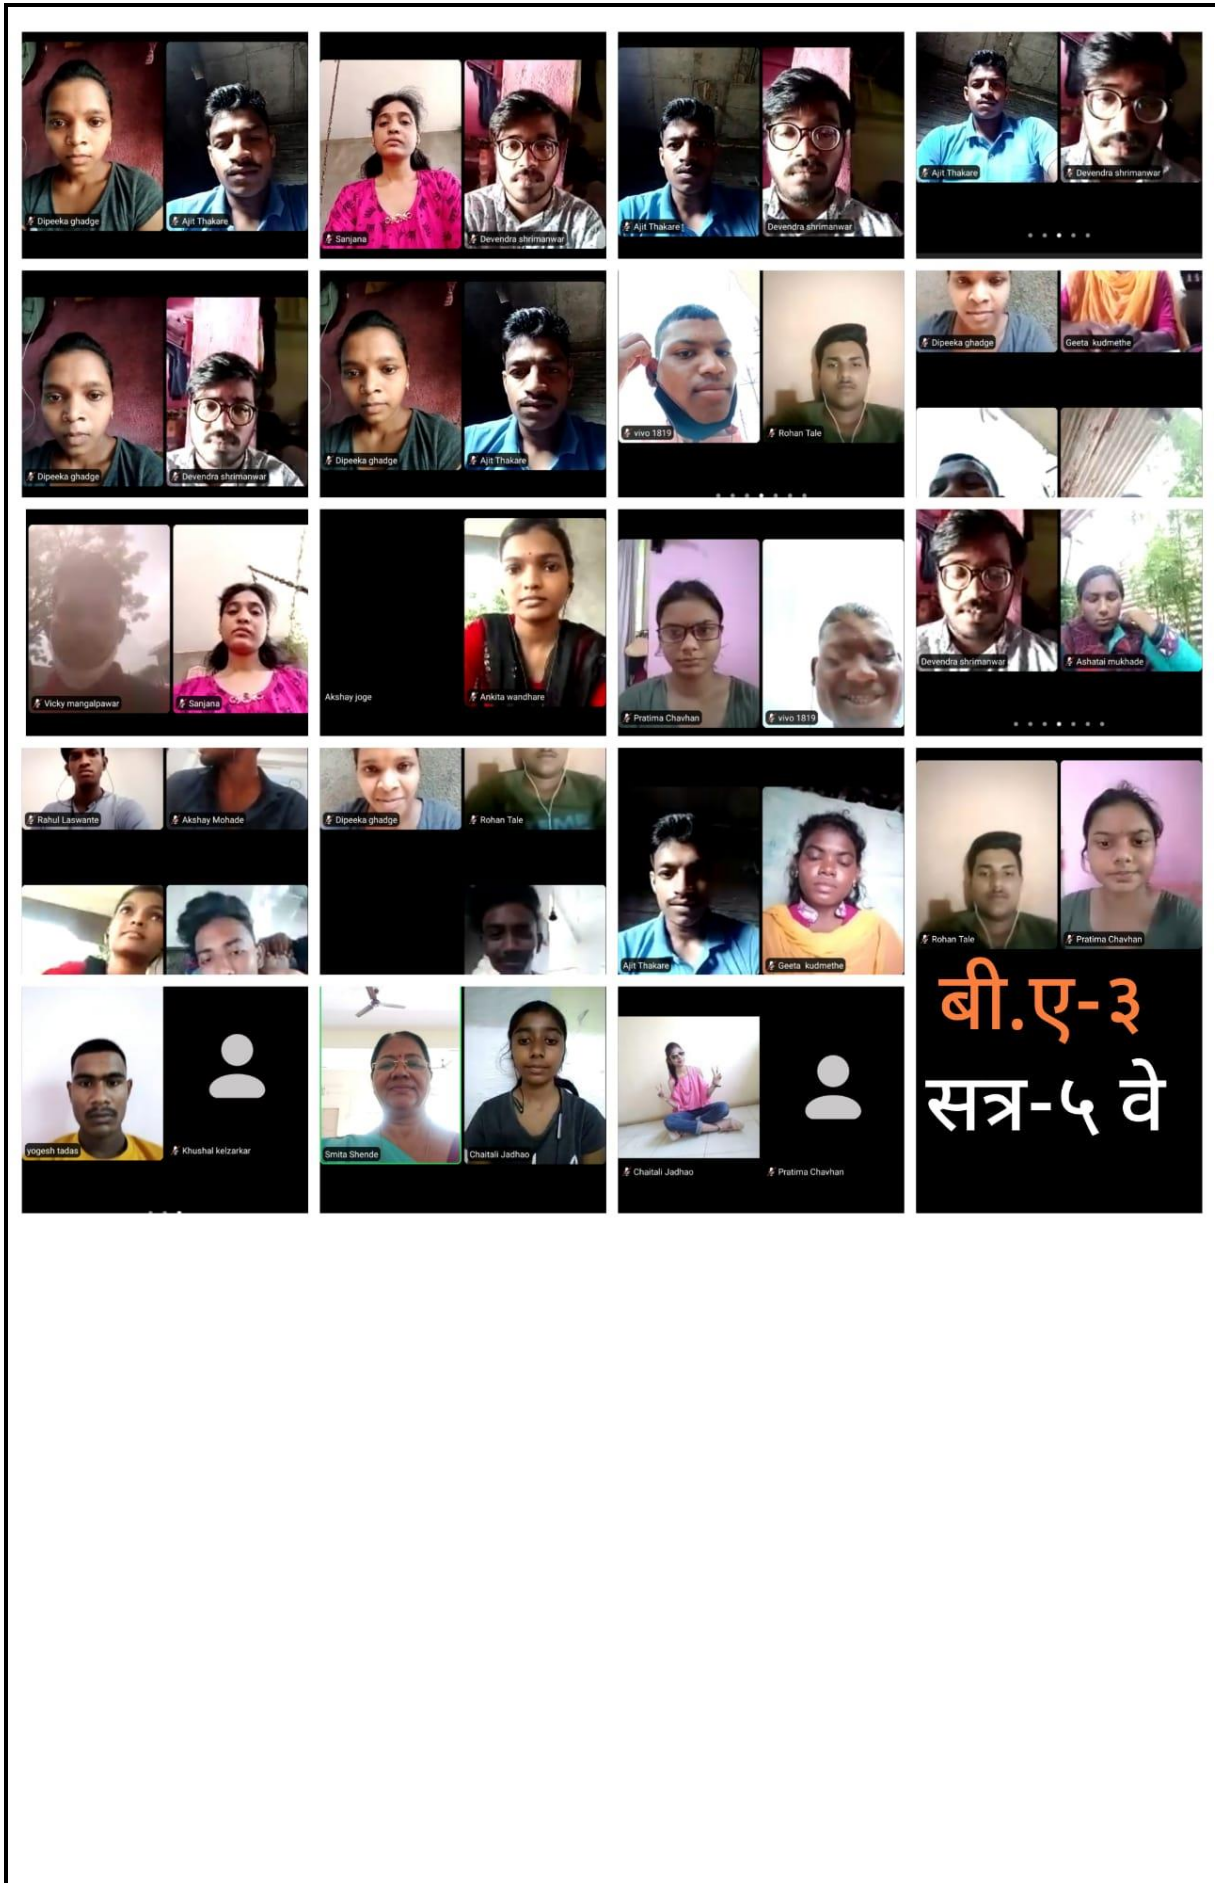 Dipeeka ghadge
Ajit Thakare
Sanjana
Devendra shrimanwar
Ajit Thakare
Devendra shrimanwar
Ajit Thakare
Devendra shrimanwar
Dipeeka ghadge
Devendra shrimanwar
Dipeeka ghadge
Ajit Thakare
vivo 1819
Rohan Tale
Dipeeka ghadge
Geeta kudmethe
Vicky mangalpawar
Sanjana
Akshay joge
Ankita wandhare
Pratima Chavhan
vivo 1819
Devendra shrimanwar
Ashatai mukhade
Rahul Laswante
Akshay Mohade
Dipeeka ghadge
Rohan Tale
Ajit Thakare
Geeta kudmethe
Rohan Tale
Pratima Chavhan
बी.ए-३
सत्र-५ वे
yogesh tadas
Khushal kelzarkar
Smita Shende
Chaitali Jadhao
Chaitali Jadhao
Pratima Chavhan